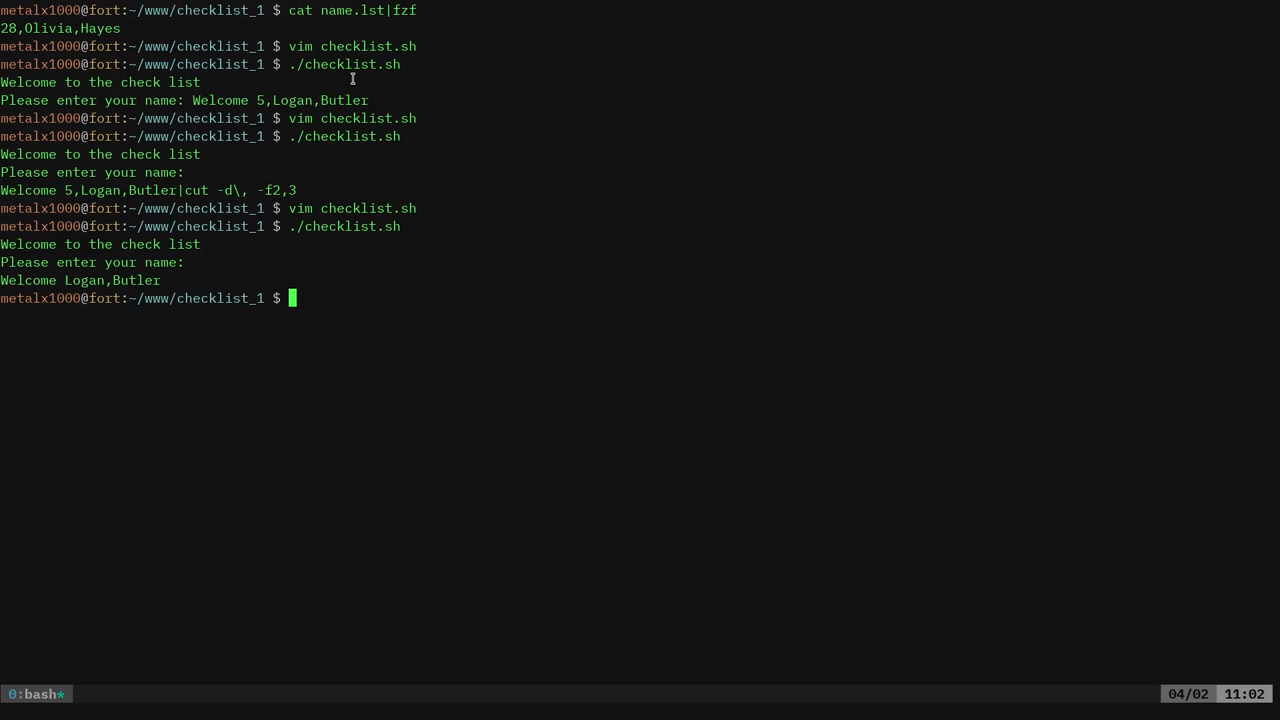 metalx1000@fort:~/www/checklist_1 $ cat name.lst|fzf
28,Olivia,Hayes
metalx1000@fort:~/www/checklist_1 $ vim checklist.sh
metalx1000@fort:~/www/checklist_1 $ ./checklist.sh
Welcome to the check list
Please enter your name: Welcome 5,Logan,Butler
metalx1000@fort:~/www/checklist_1 $ vim checklist.sh
metalx1000@fort:~/www/checklist_1 $ ./checklist.sh
Welcome to the check list
Please enter your name:
Welcome 5,Logan,Butler|cut -d\, -f2,3
metalx1000@fort:~/www/checklist_1 $ vim checklist.sh
metalx1000@fort:~/www/checklist_1 $ ./checklist.sh
Welcome to the check list
Please enter your name:
Welcome Logan,Butler
metalx1000@fort:~/www/checklist_1 $
0:bash* 04/02 11:02